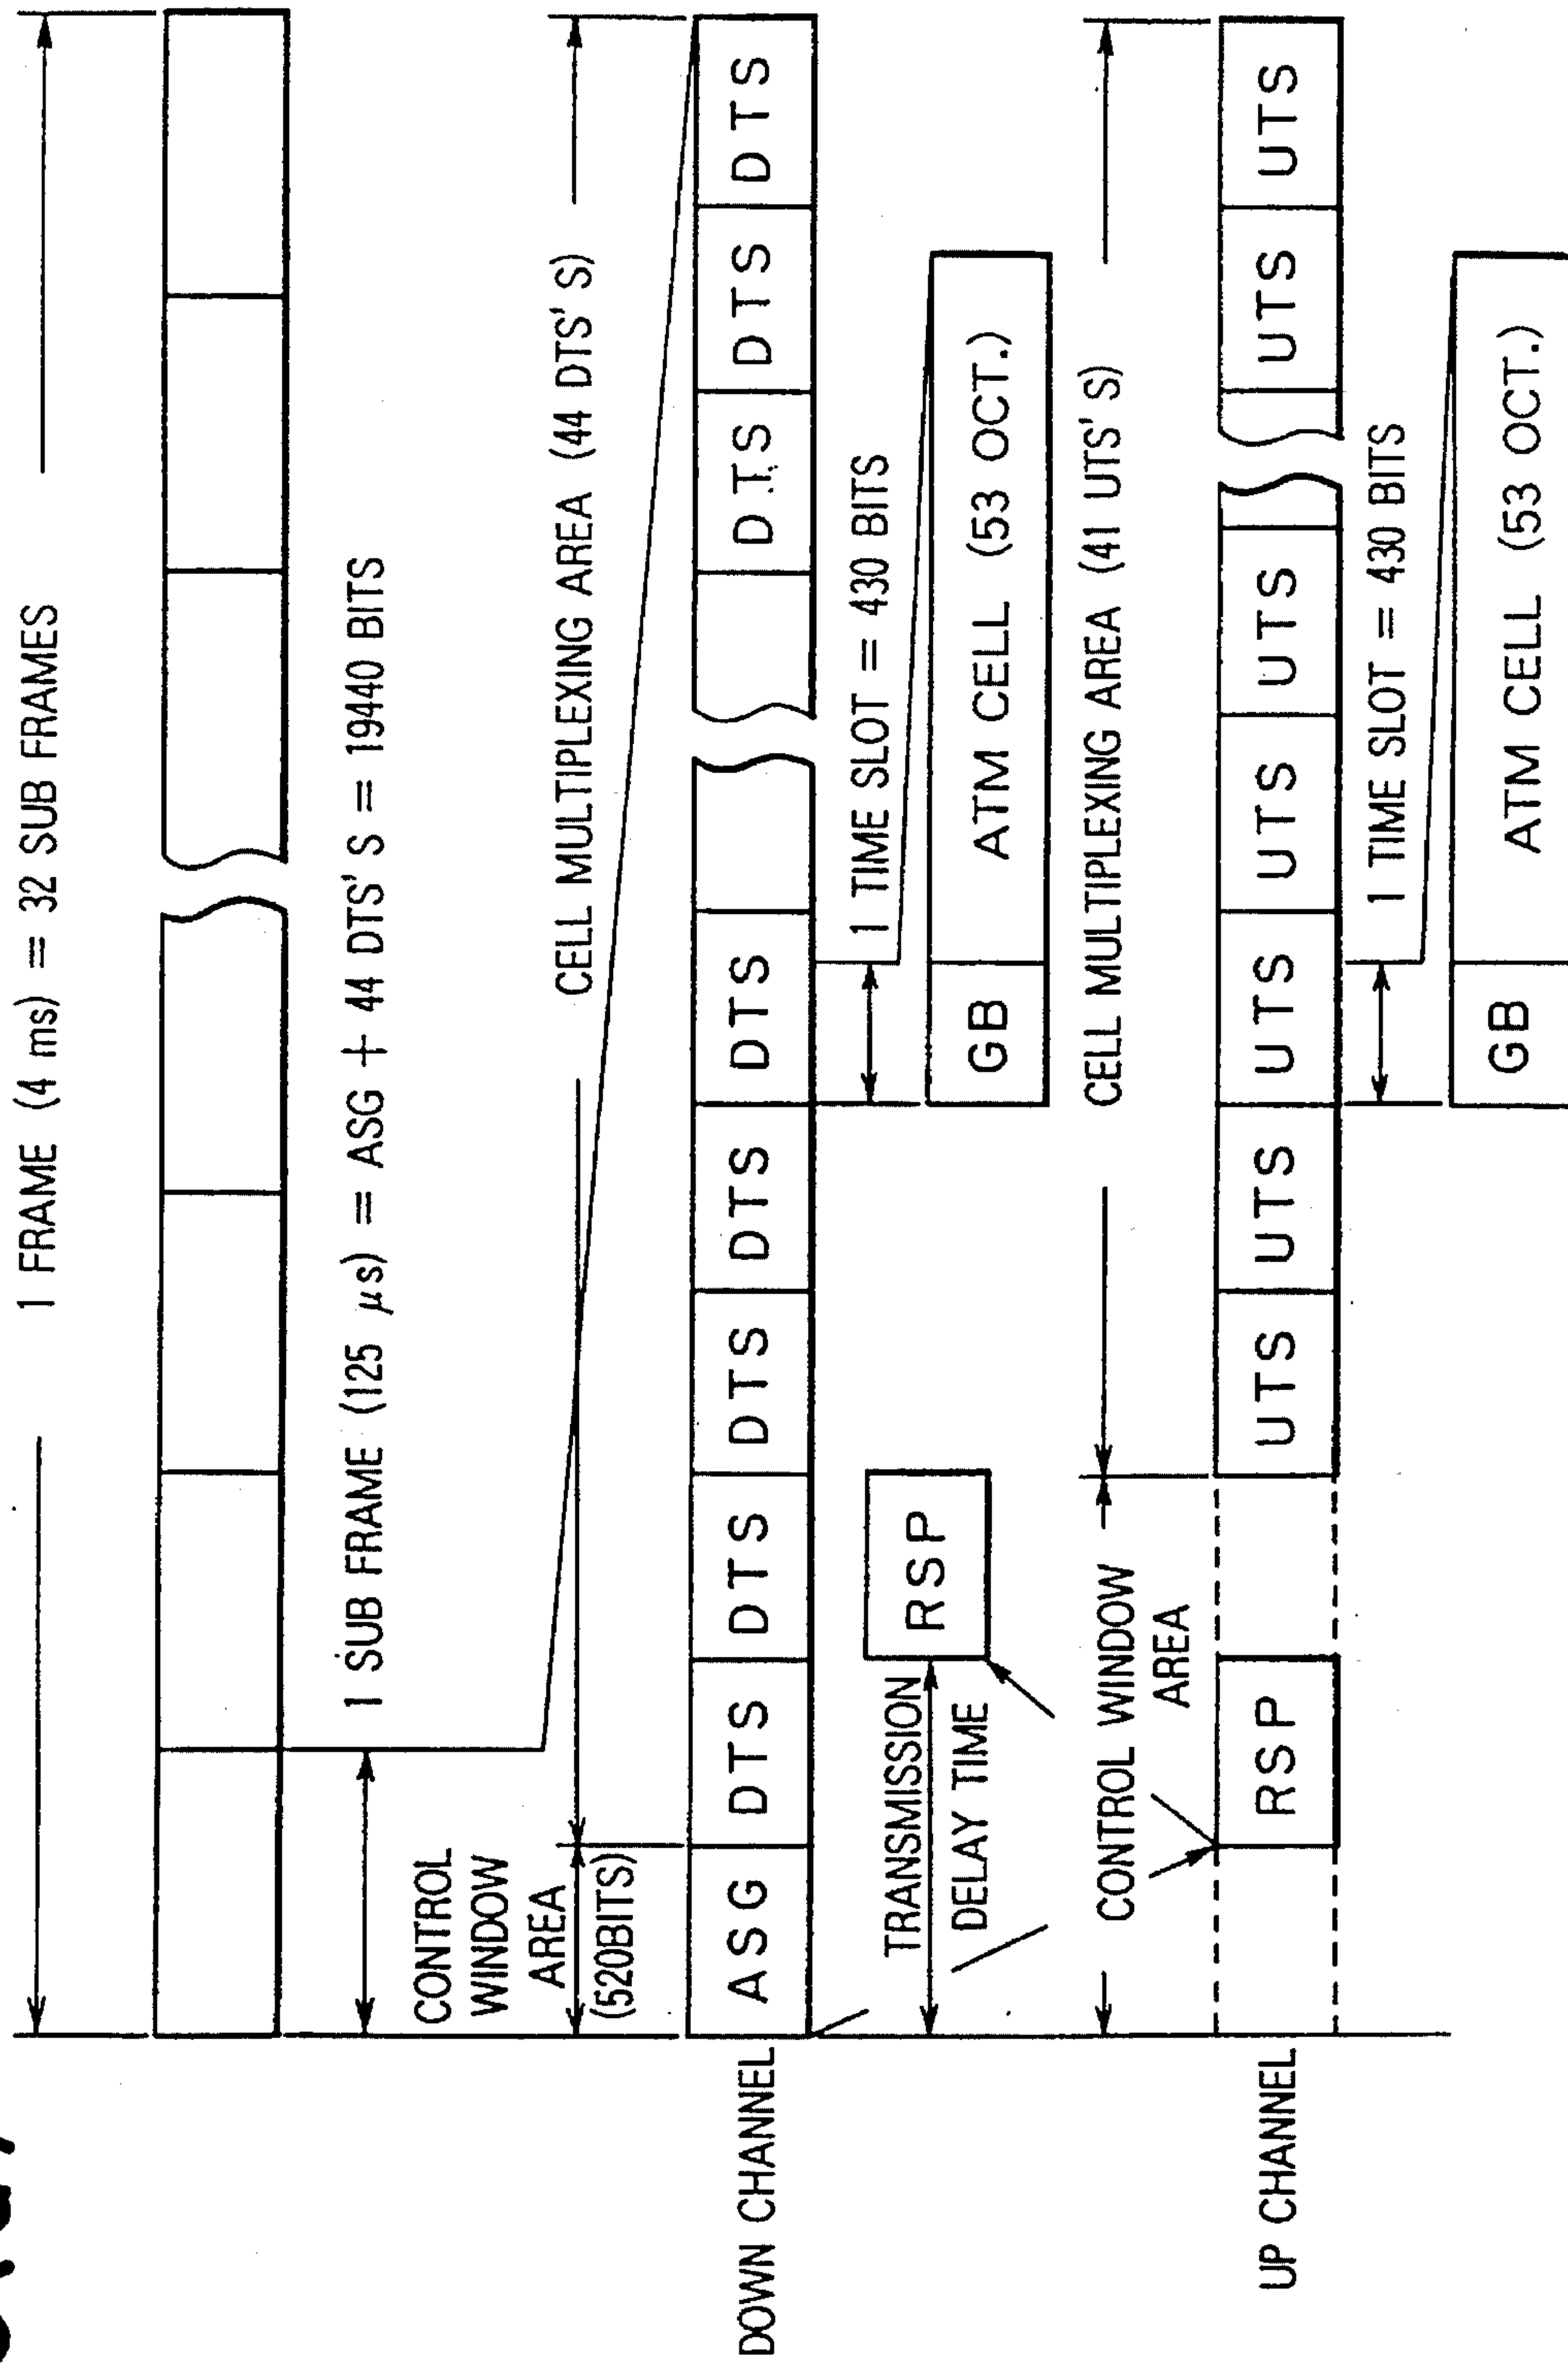 1 FRAME (4 ms) = 32 SUB FRAMES
1 SUB FRAME (125 μs) = ASG + 44 DTS'S = 19440 BITS
CONTROL
WINDOW
AREA
(520BITS)
CELL MULTIPLEXING AREA (44 DTS'S)
DOWN CHANNEL
ASG DTS DTS DTS DTS DTS DTS DTS DTS
1 TIME SLOT = 430 BITS
TRANSMISSION
DELAY TIME
RSP
GB ATM CELL (53 OCT.)
CONTROL WINDOW
AREA
CELL MULTIPLEXING AREA (41 UTS'S)
UP CHANNEL
RSP UTS UTS UTS UTS UTS UTS UTS
1 TIME SLOT = 430 BITS
GB ATM CELL (53 OCT.)